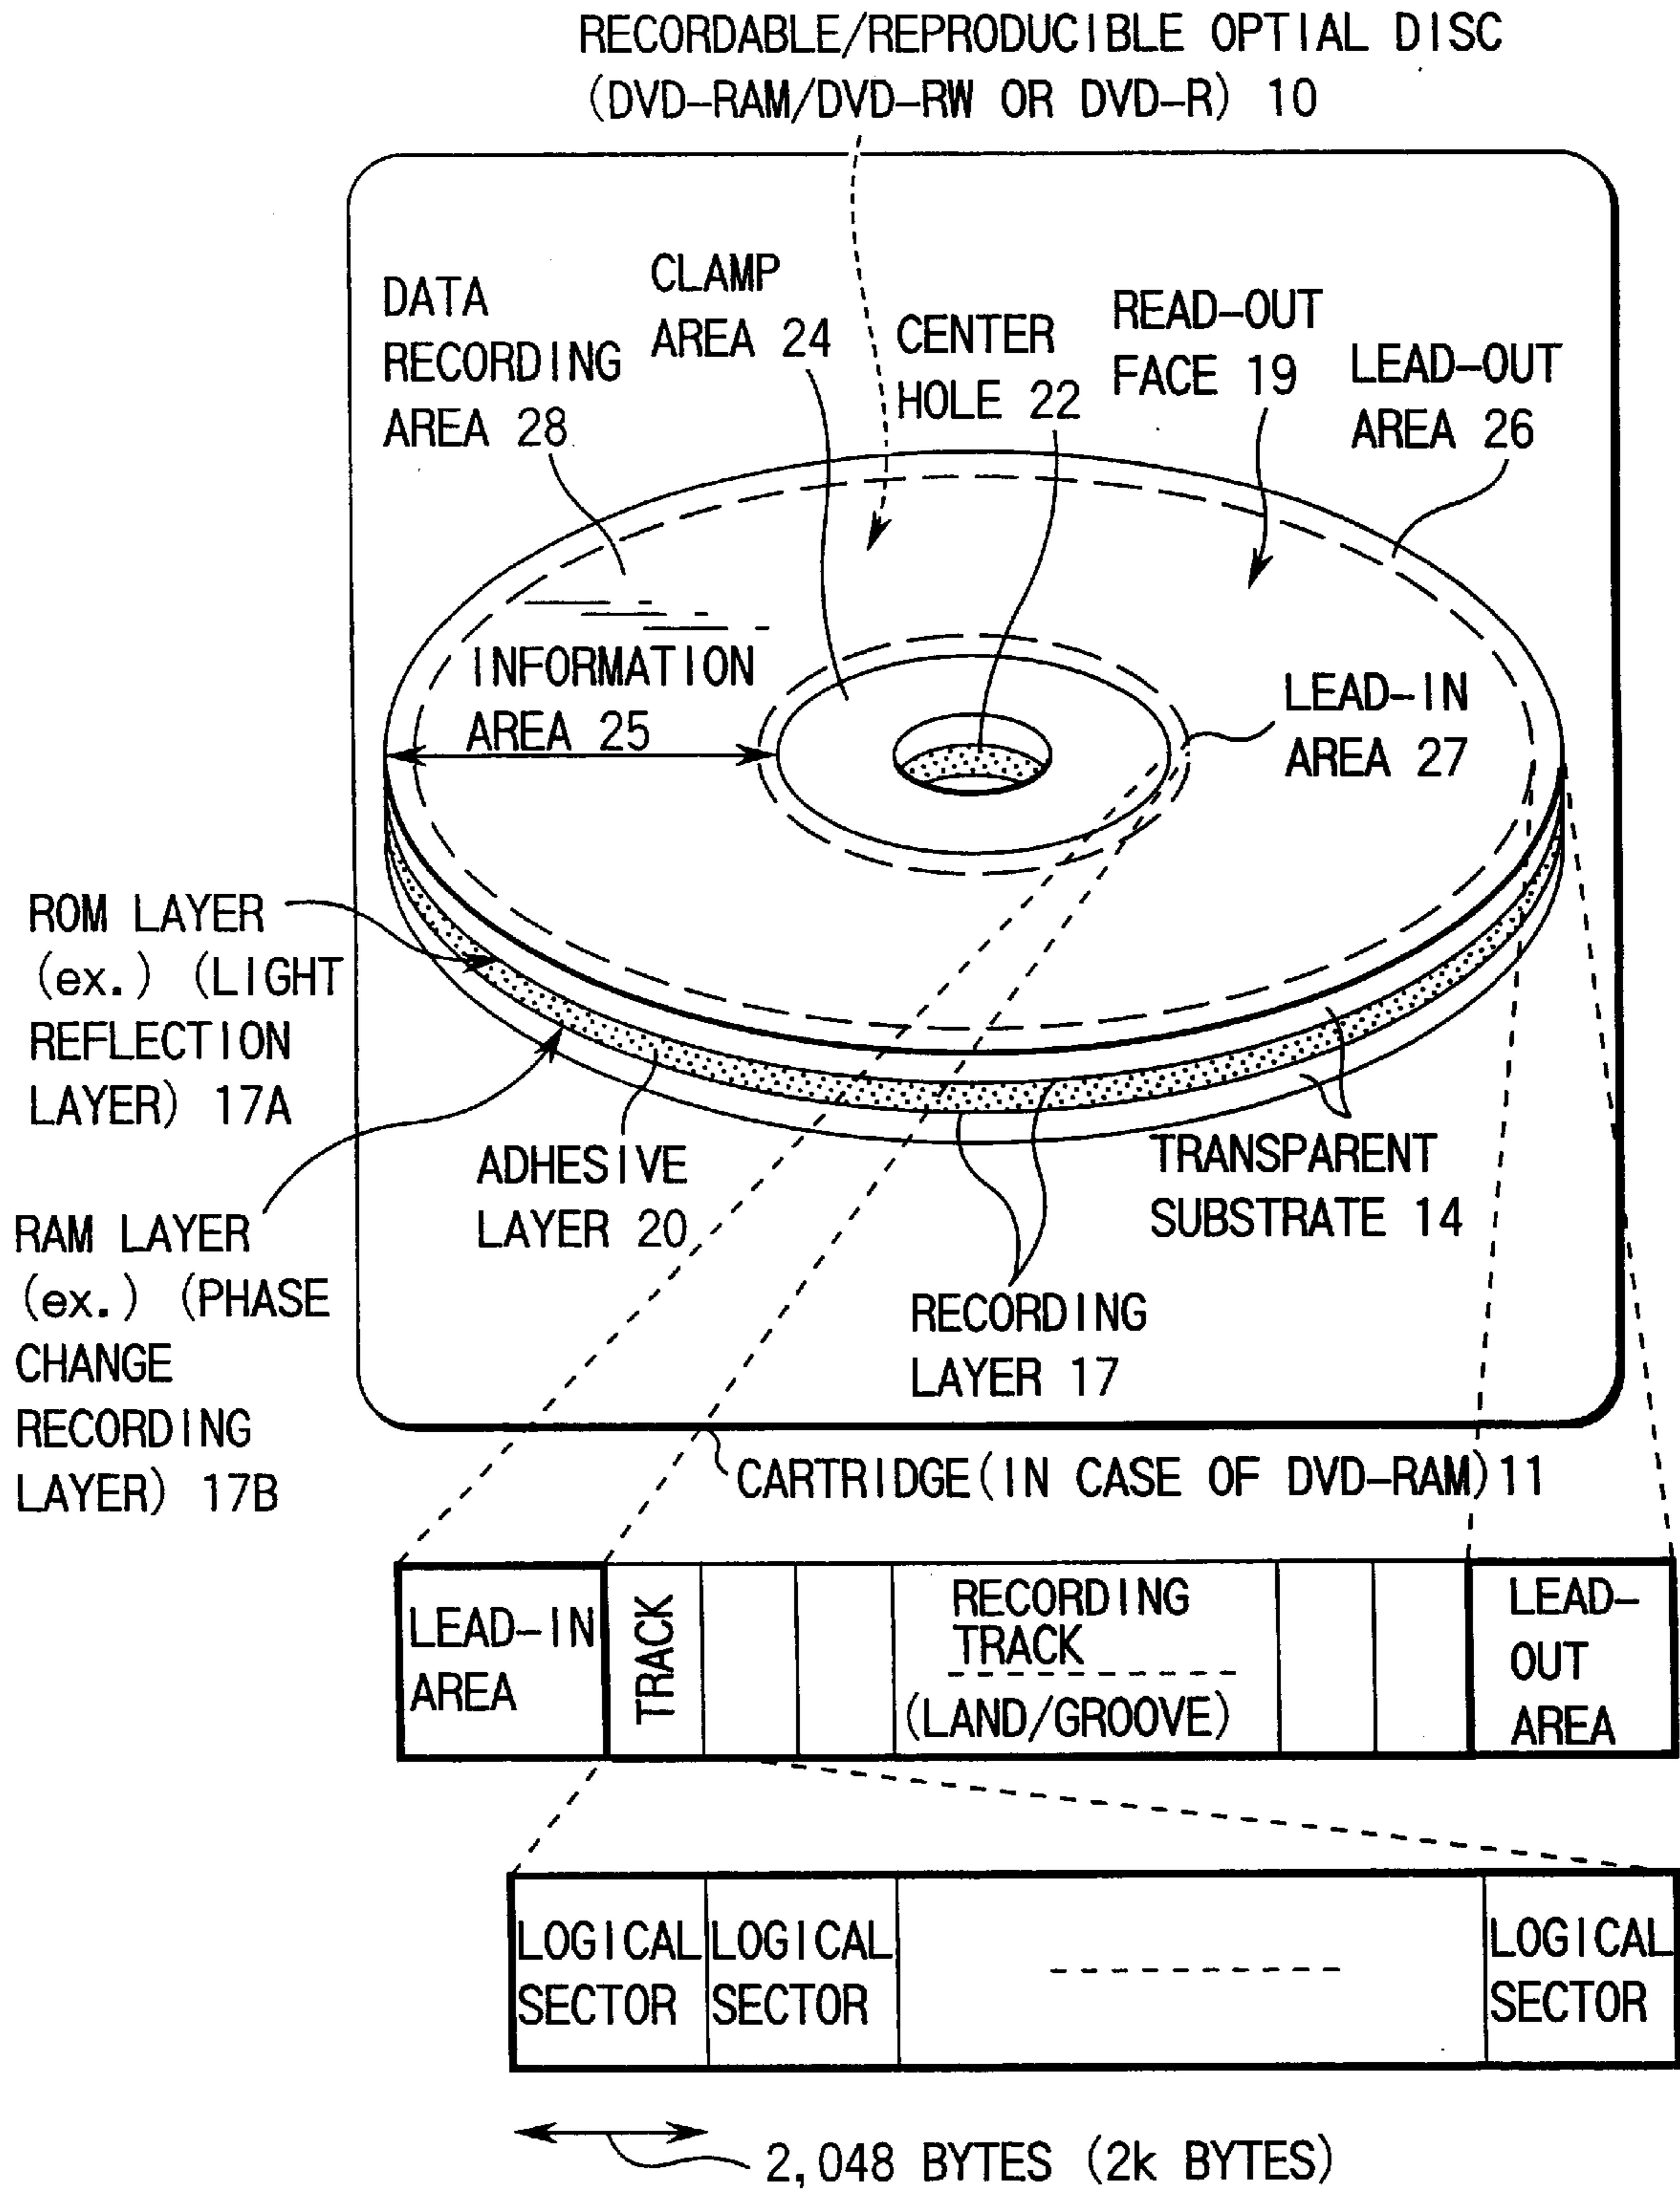 RECORDABLE/REPRODUCIBLE OPTIAL DISC
(DVD-RAM/DVD-RW OR DVD-R) 10
DATA
RECORDING
AREA 28
CLAMP
AREA 24
CENTER
HOLE 22
READ-OUT
FACE 19
LEAD-OUT
AREA 26
INFORMATION
AREA 25
LEAD-IN
AREA 27
ROM LAYER
(ex.) (LIGHT
REFLECTION
LAYER) 17A
RAM LAYER
(ex.) (PHASE
CHANGE
RECORDING
LAYER) 17B
ADHESIVE
LAYER 20
TRANSPARENT
SUBSTRATE 14
RECORDING
LAYER 17
CARTRIDGE(IN CASE OF DVD-RAM)11
LEAD-IN
AREA
TRACK
RECORDING
TRACK
(LAND/GROOVE)
LEAD-
OUT
AREA
LOGICAL
SECTOR
LOGICAL
SECTOR
LOGICAL
SECTOR
2,048 BYTES (2k BYTES)